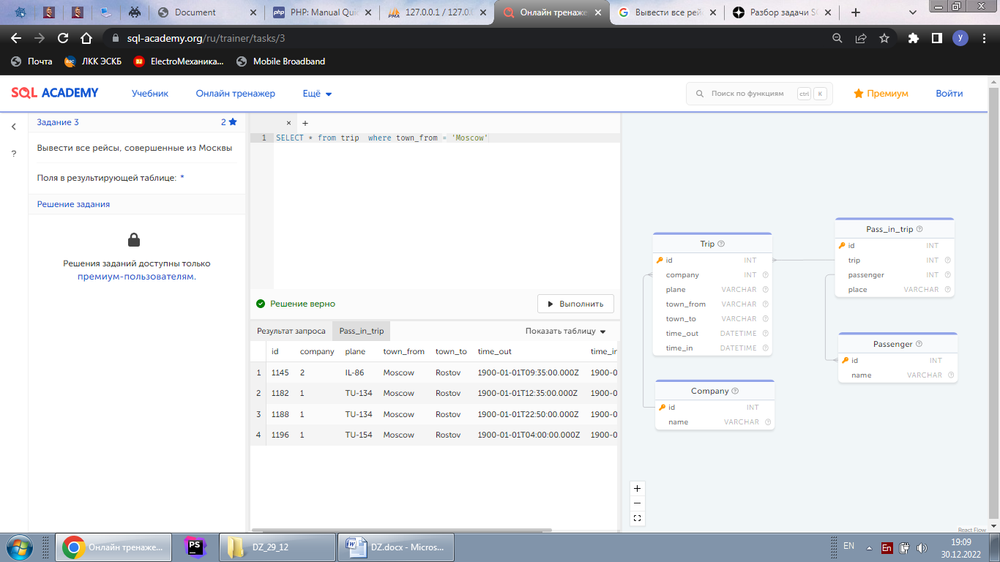 Document
PHP: Manual Quic
127.0.0.1 / 127.0.0
Онлайн тренаже
Вывести все рей
Разбор задачи S
sql-academy.org/ru/trainer/tasks/3
У
Почта
ЛКК ЭСКБ
ElectroМеханика...
Mobile Broadband
SQL ACADEMY
Учебник
Онлайн тренажер
Ещё
Поиск по функциям
ctrl
K
Премиум
Войти
Задание 3
2
Вывести все рейсы, совершенные из Москвы
Поля в результирующей таблице: *
Решение задания
Решения заданий доступны только
премиум-пользователям.
1 SELECT * from trip  where town_from = 'Moscow'
Решение верно
Выполнить
Результат запроса
Pass_in_trip
Показать таблицу
id company plane town_from town_to time_out time_in
1 1145 2 IL-86 Moscow Rostov 1900-01-01T09:35:00.000Z 1900-0
2 1182 1 TU-134 Moscow Rostov 1900-01-01T12:35:00.000Z 1900-0
3 1188 1 TU-134 Moscow Rostov 1900-01-01T22:50:00.000Z 1900-0
4 1196 1 TU-154 Moscow Rostov 1900-01-01T04:00:00.000Z 1900-0
Trip
id INT
company INT
plane VARCHAR
town_from VARCHAR
town_to VARCHAR
time_out DATETIME
time_in DATETIME
Company
id INT
name VARCHAR
Pass_in_trip
id INT
trip INT
passenger INT
place VARCHAR
Passenger
id INT
name VARCHAR
React Flow
Онлайн тренаже...
PS
DZ_29_12
DZ.docx - Micros...
EN
En
19:09
30.12.2022